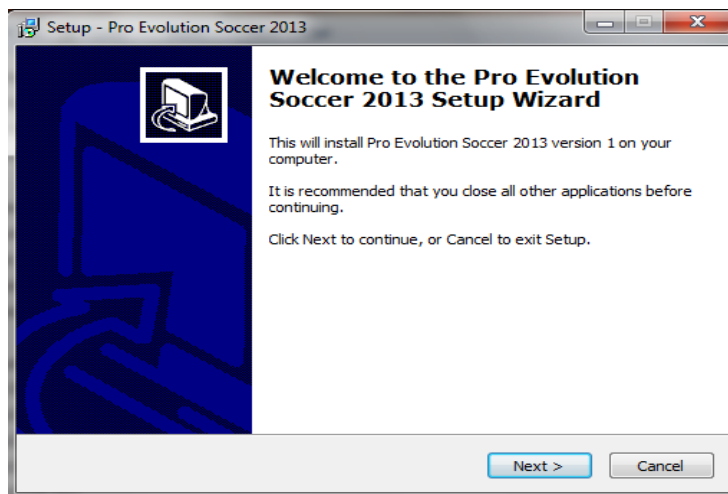 Setup - Pro Evolution Soccer 2013
Welcome to the Pro Evolution
Soccer 2013 Setup Wizard
This will install Pro Evolution Soccer 2013 version 1 on your
computer.
It is recommended that you close all other applications before
continuing.
Click Next to continue, or Cancel to exit Setup.
Next >
Cancel